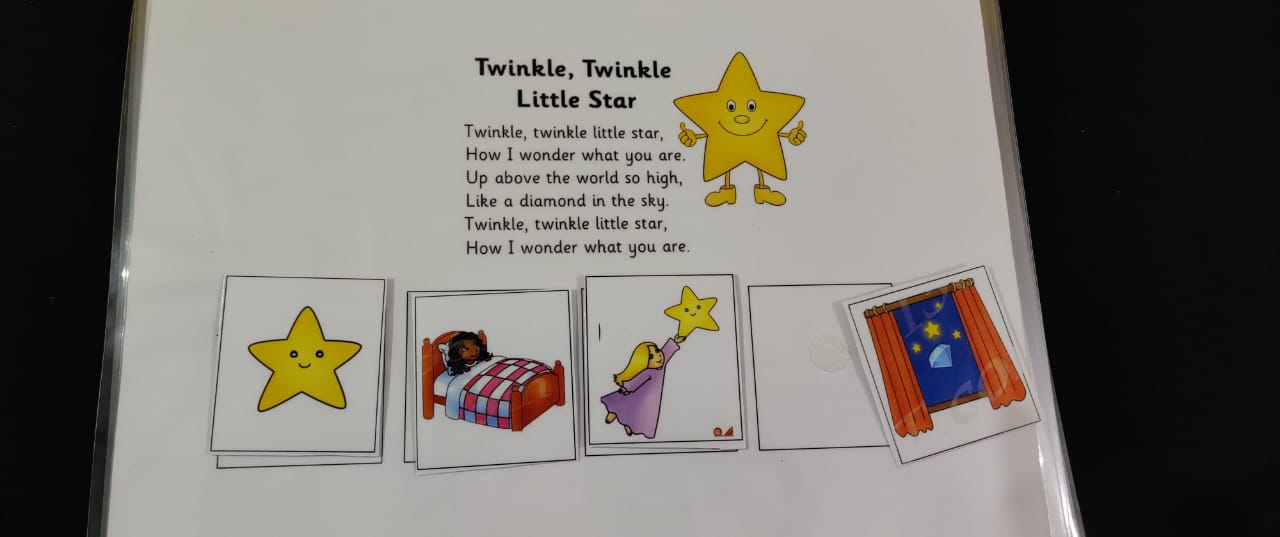 Twinkle, Twinkle
Little Star
Twinkle, twinkle little star,
How I wonder what you are.
Up above the world so high,
Like a diamond in the sky.
Twinkle, twinkle little star,
How I wonder what you are.